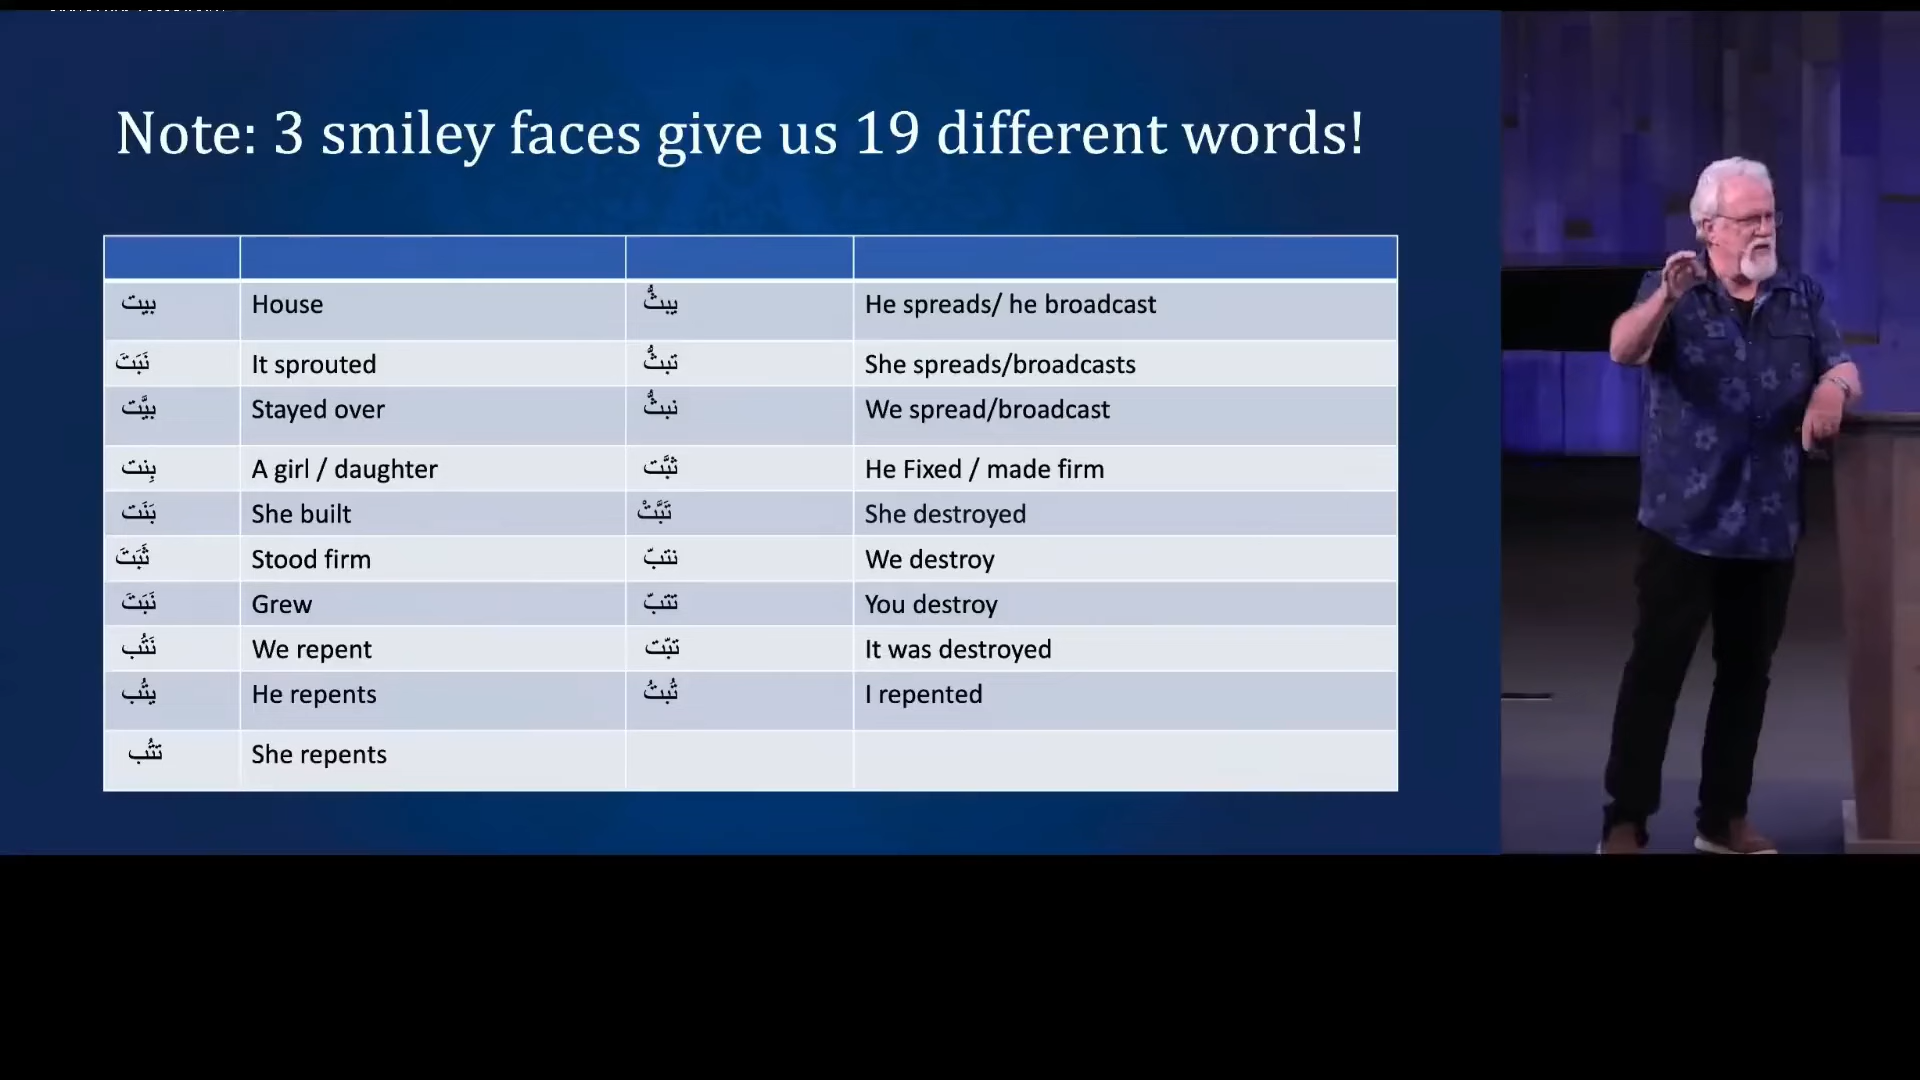 Note: 3 smiley faces give us 19 different words!
بيت House يبثُّ He spreads/ he broadcast
نَبَتَ It sprouted تبثُّ She spreads/broadcasts
بيَّت Stayed over نبثُّ We spread/broadcast
بِنت A girl / daughter ثبَّت He Fixed / made firm
بَنَت She built تَبَّتْ She destroyed
ثَبَتَ Stood firm نتبّ We destroy
نَبَتَ Grew تتبّ You destroy
نَتُب We repent تبّت It was destroyed
يتُب He repents تُبتُ I repented
تتُب She repents